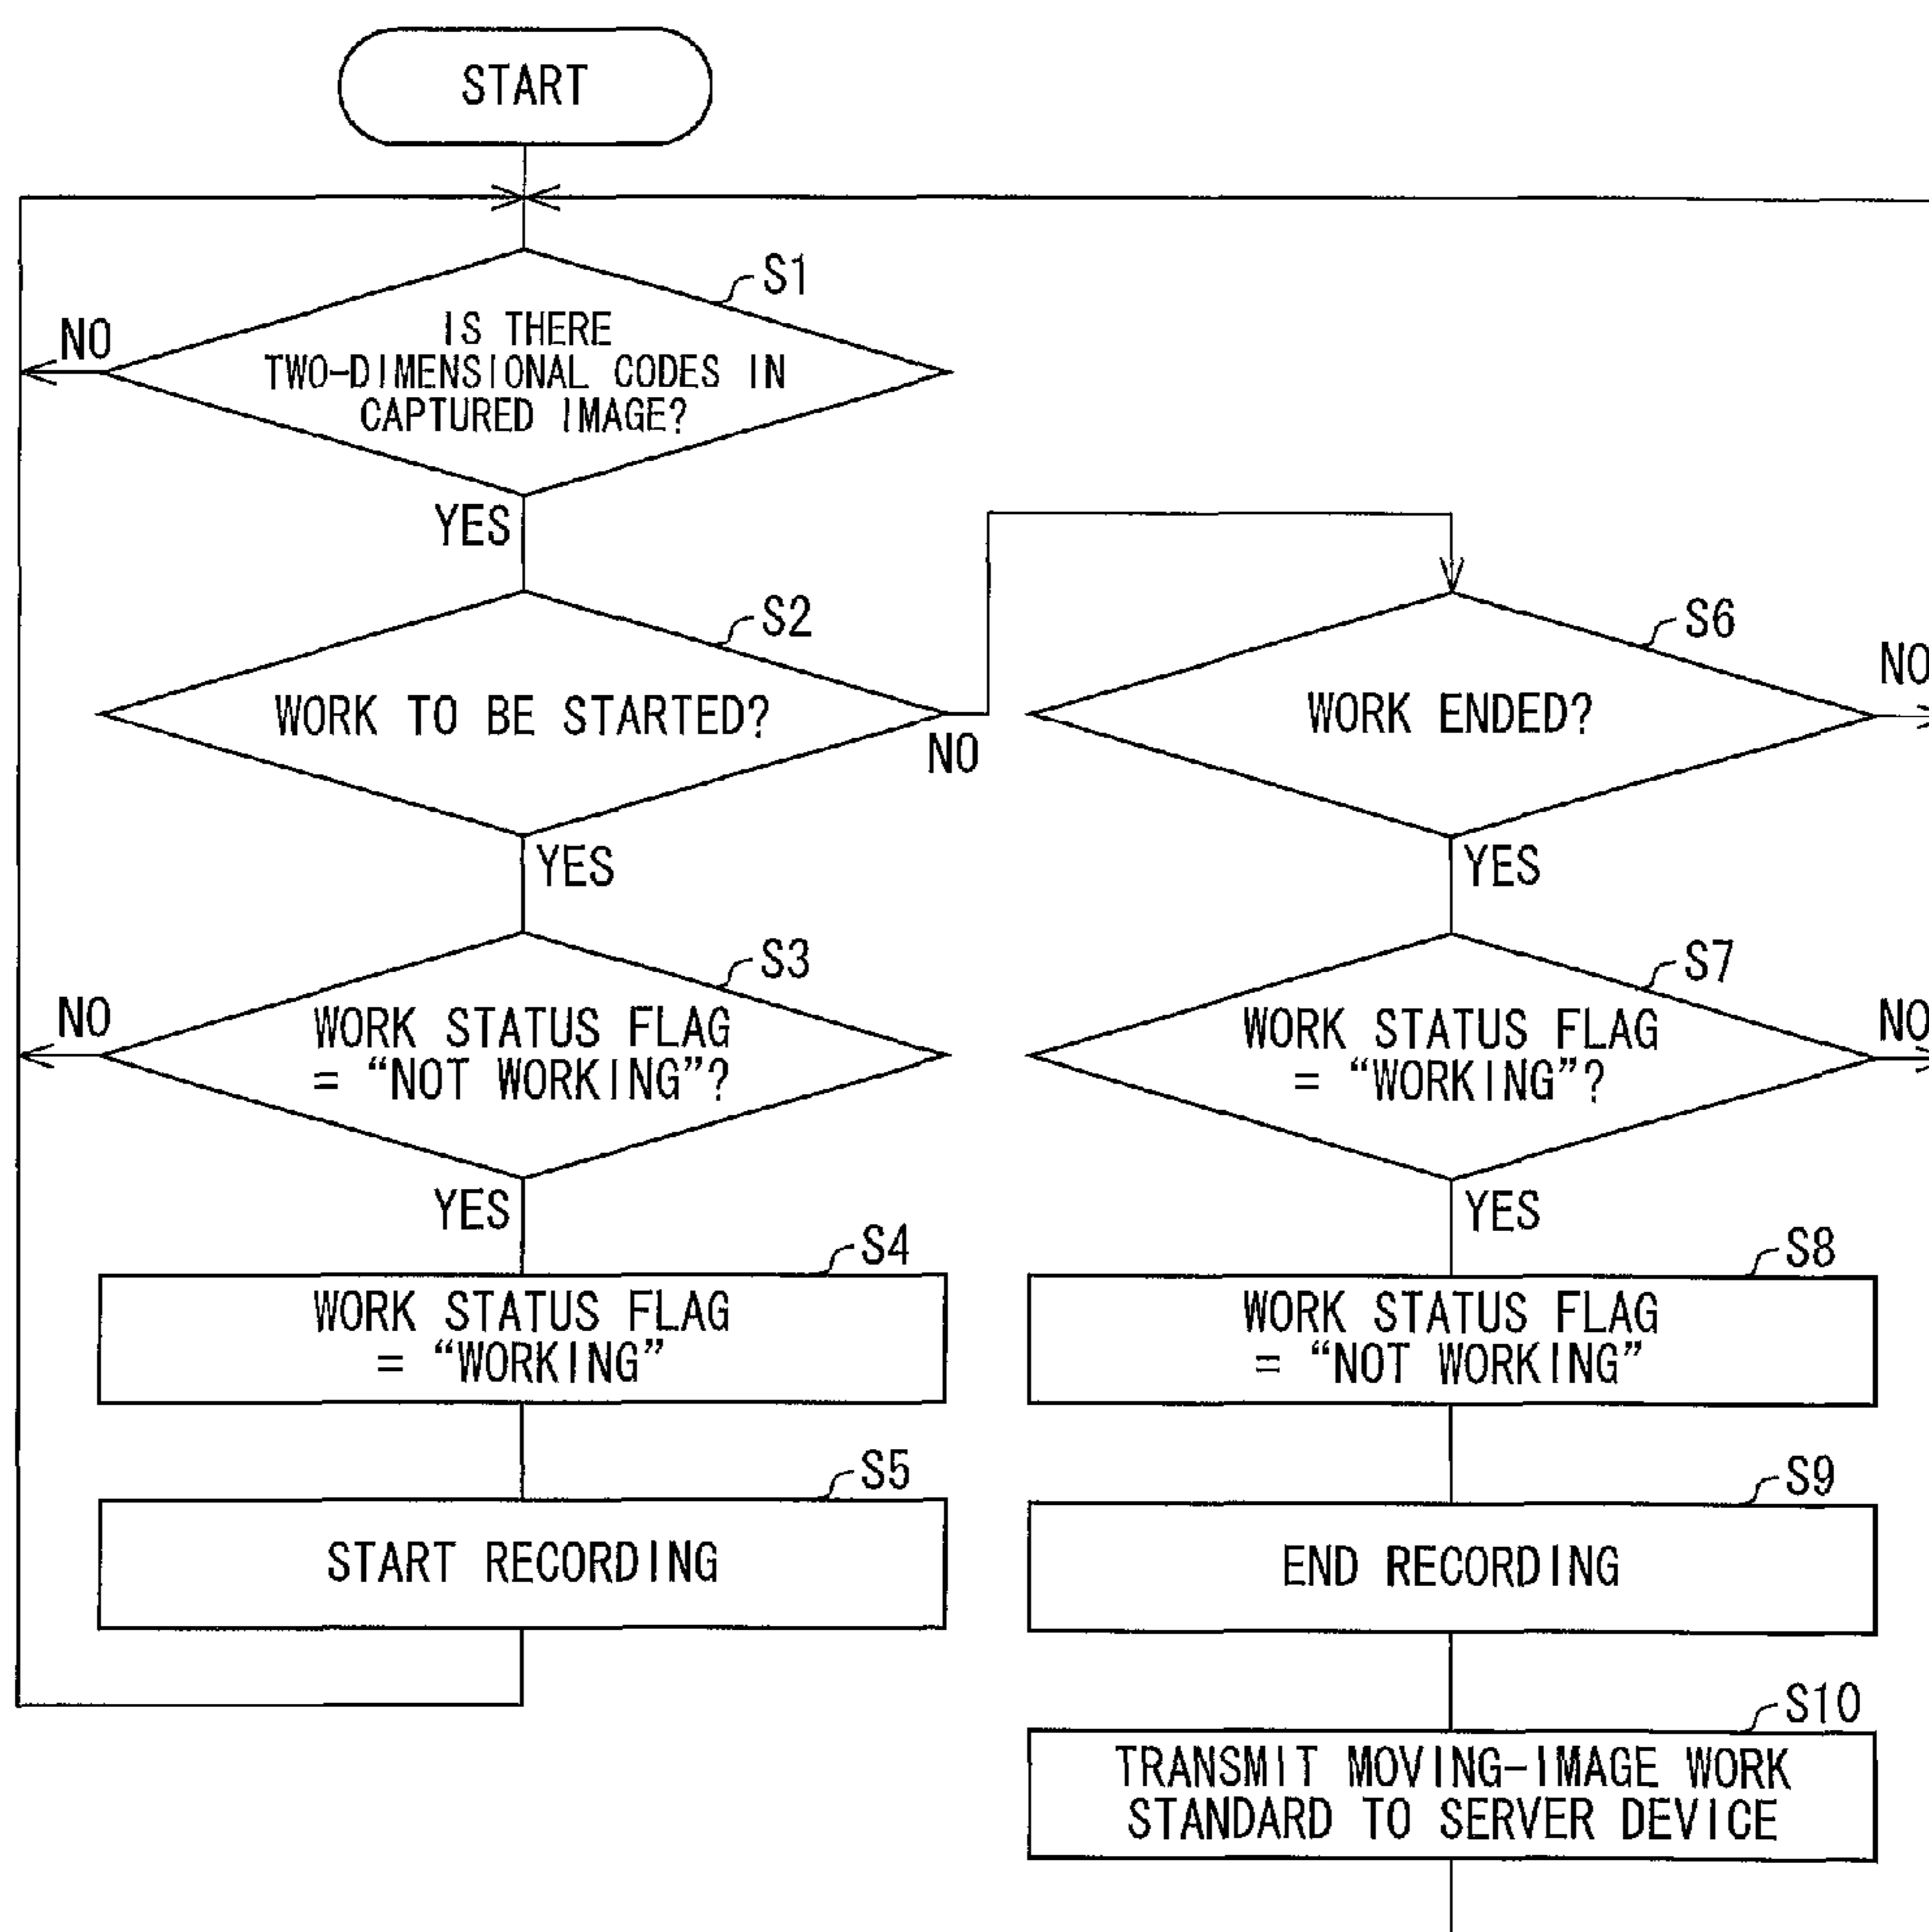 START
S1
IS THERE
TWO-DIMENSIONAL CODES IN
CAPTURED IMAGE?
NO
YES
S2
WORK TO BE STARTED?
NO
YES
S3
WORK STATUS FLAG
= “NOT WORKING”?
NO
YES
S4
WORK STATUS FLAG
= “WORKING”
S5
START RECORDING
S6
WORK ENDED?
NO
YES
S7
WORK STATUS FLAG
= “WORKING”?
NO
YES
S8
WORK STATUS FLAG
= “NOT WORKING”
S9
END RECORDING
S10
TRANSMIT MOVING-IMAGE WORK
STANDARD TO SERVER DEVICE